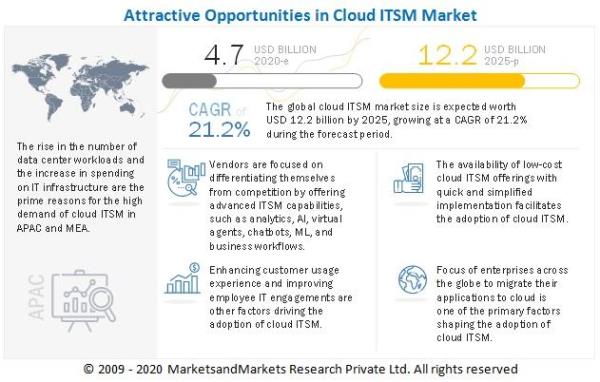 Attractive Opportunities in Cloud ITSM Market
4.7 USD BILLION
2020-e
12.2 USD BILLION
2025-p
CAGR of
21.2%
The global cloud ITSM market size is expected worth
USD 12.2 billion by 2025, growing at a CAGR of 21.2%
during the forecast period.
The rise in the number of
data center workloads and
the increase in spending
on IT infrastructure are the
prime reasons for the high
demand of cloud ITSM in
APAC and MEA.
APAC
Vendors are focused on
differentiating themselves
from competition by offering
advanced ITSM capabilities,
such as analytics, AI, virtual
agents, chatbots, ML, and
business workflows.
The availability of low-cost
cloud ITSM offerings with
quick and simplified
implementation facilitates
the adoption of cloud ITSM.
Enhancing customer usage
experience and improving
employee IT engagements are
other factors driving the
adoption of cloud ITSM.
Focus of enterprises across
the globe to migrate their
applications to cloud is
one of the primary factors
shaping the adoption of
cloud ITSM.
© 2009 - 2020 MarketsandMarkets Research Private Ltd. All rights reserved